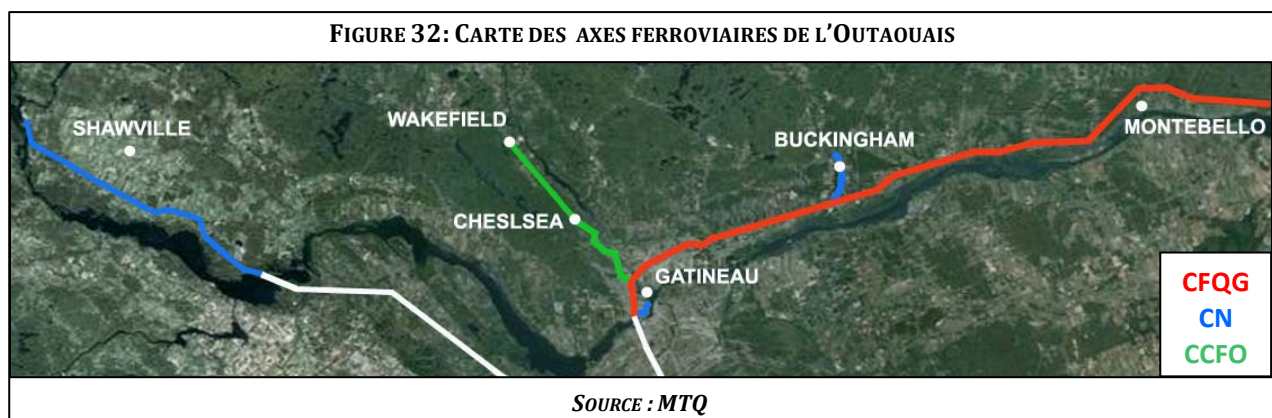 FIGURE 32: CARTE DES AXES FERROVIAIRES DE L'OUTAOUAIS
SHAWVILLE
WAKEFIELD
BUCKINGHAM
MONTEBELLO
CHESLSEA
GATINEAU
CFQG
CN
CCFO
SOURCE : MTQ